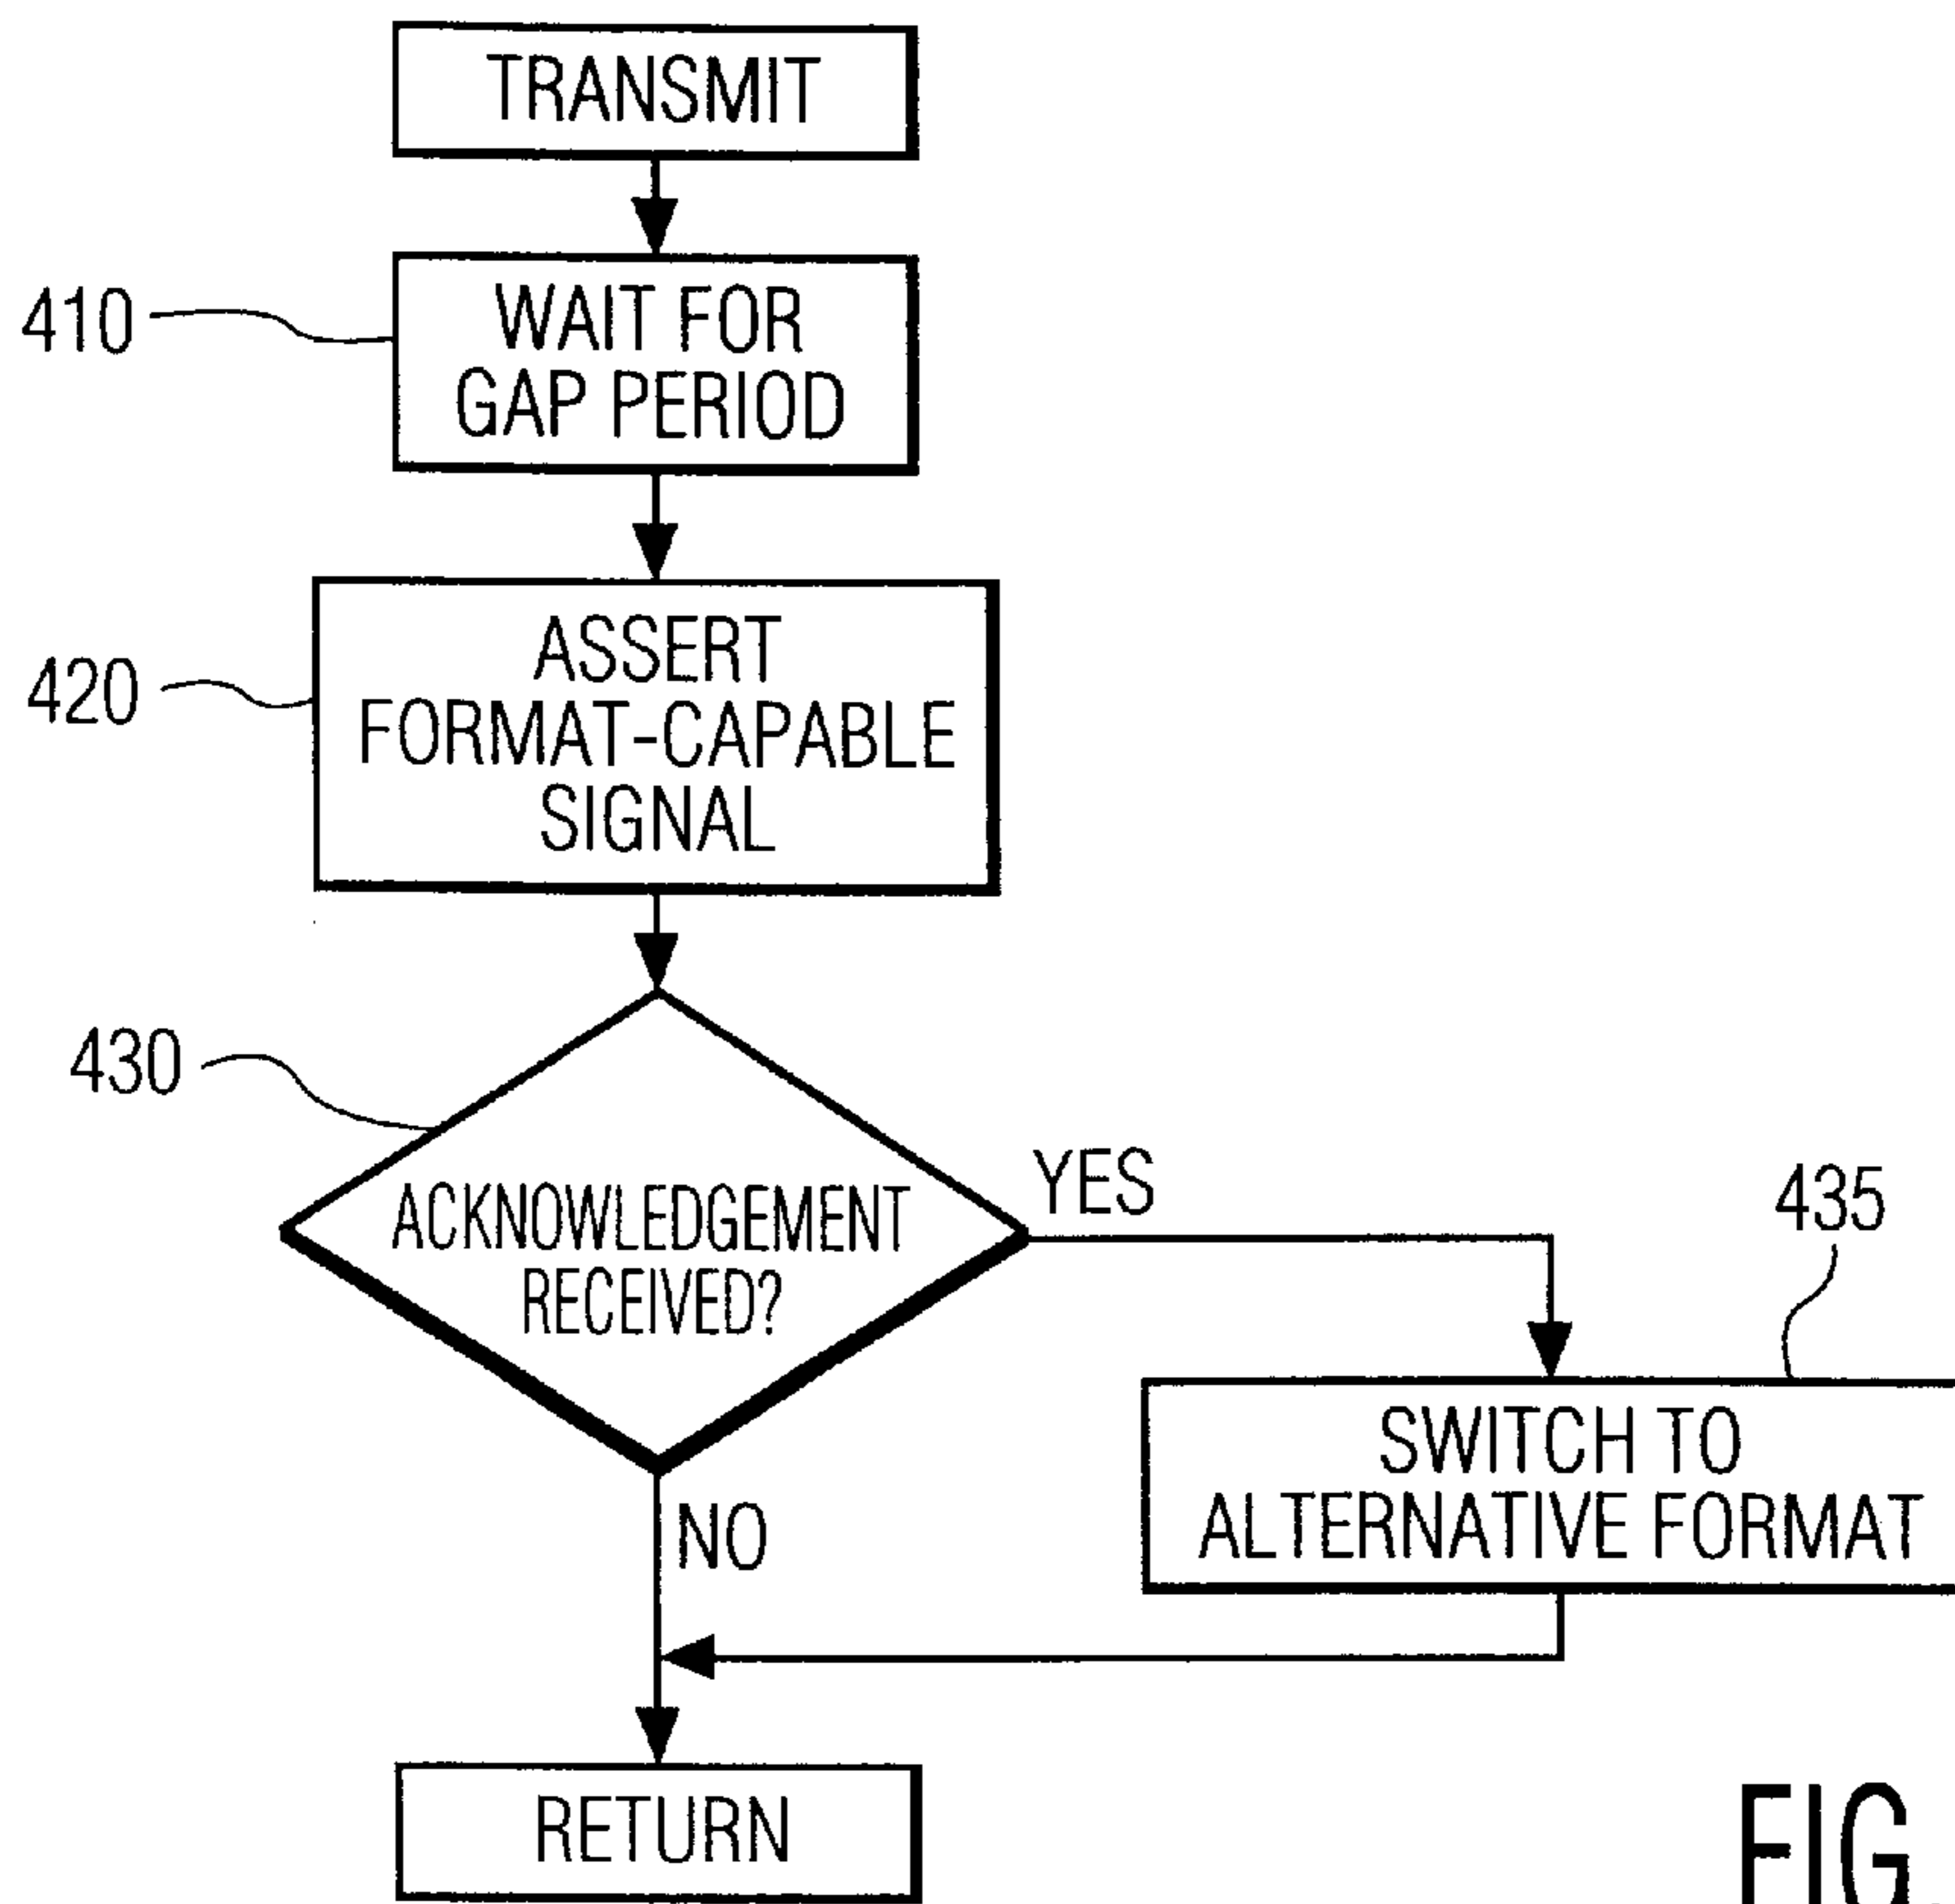 TRANSMIT
410
WAIT FOR
GAP PERIOD
420
ASSERT
FORMAT-CAPABLE
SIGNAL
430
ACKNOWLEDGEMENT
RECEIVED?
YES
435
SWITCH TO
ALTERNATIVE FORMAT
NO
RETURN
FIG.